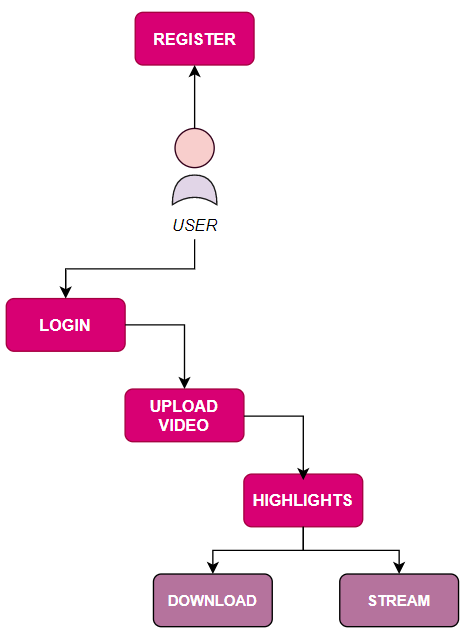 REGISTER
USER
LOGIN
UPLOAD
VIDEO
HIGHLIGHTS
DOWNLOAD
STREAM